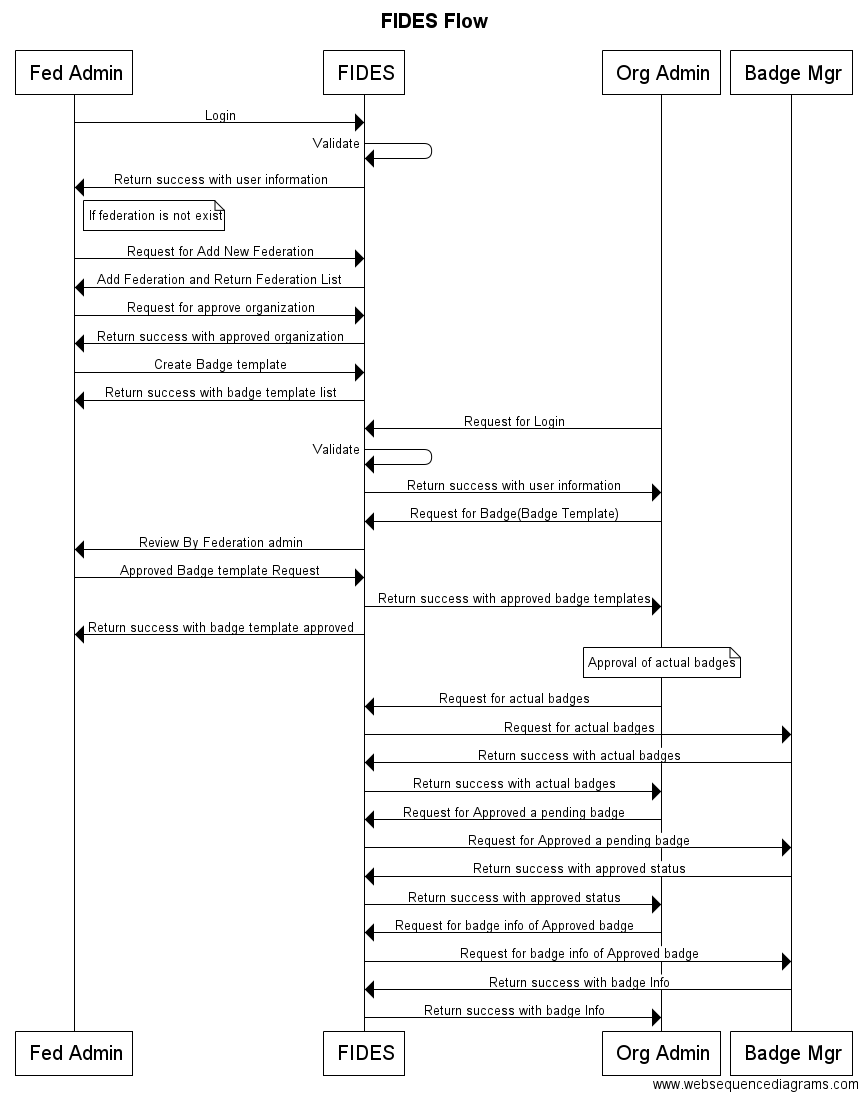 FIDES Flow
Fed Admin
FIDES
Org Admin
Badge Mgr
Login
Validate
Return success with user information
If federation is not exist
Request for Add New Federation
Add Federation and Return Federation List
Request for approve organization
Return success with approved organization
Create Badge template
Return success with badge template list
Request for Login
Validate
Return success with user information
Request for Badge(Badge Template)
Review By Federation admin
Approved Badge template Request
Return success with approved badge templates
Return success with badge template approved
Approval of actual badges
Request for actual badges
Request for actual badges
Return success with actual badges
Return success with actual badges
Request for Approved a pending badge
Request for Approved a pending badge
Return success with approved status
Return success with approved status
Request for badge info of Approved badge
Request for badge info of Approved badge
Return success with badge Info
Return success with badge Info
Fed Admin
FIDES
Org Admin
Badge Mgr
www.websequencediagrams.com